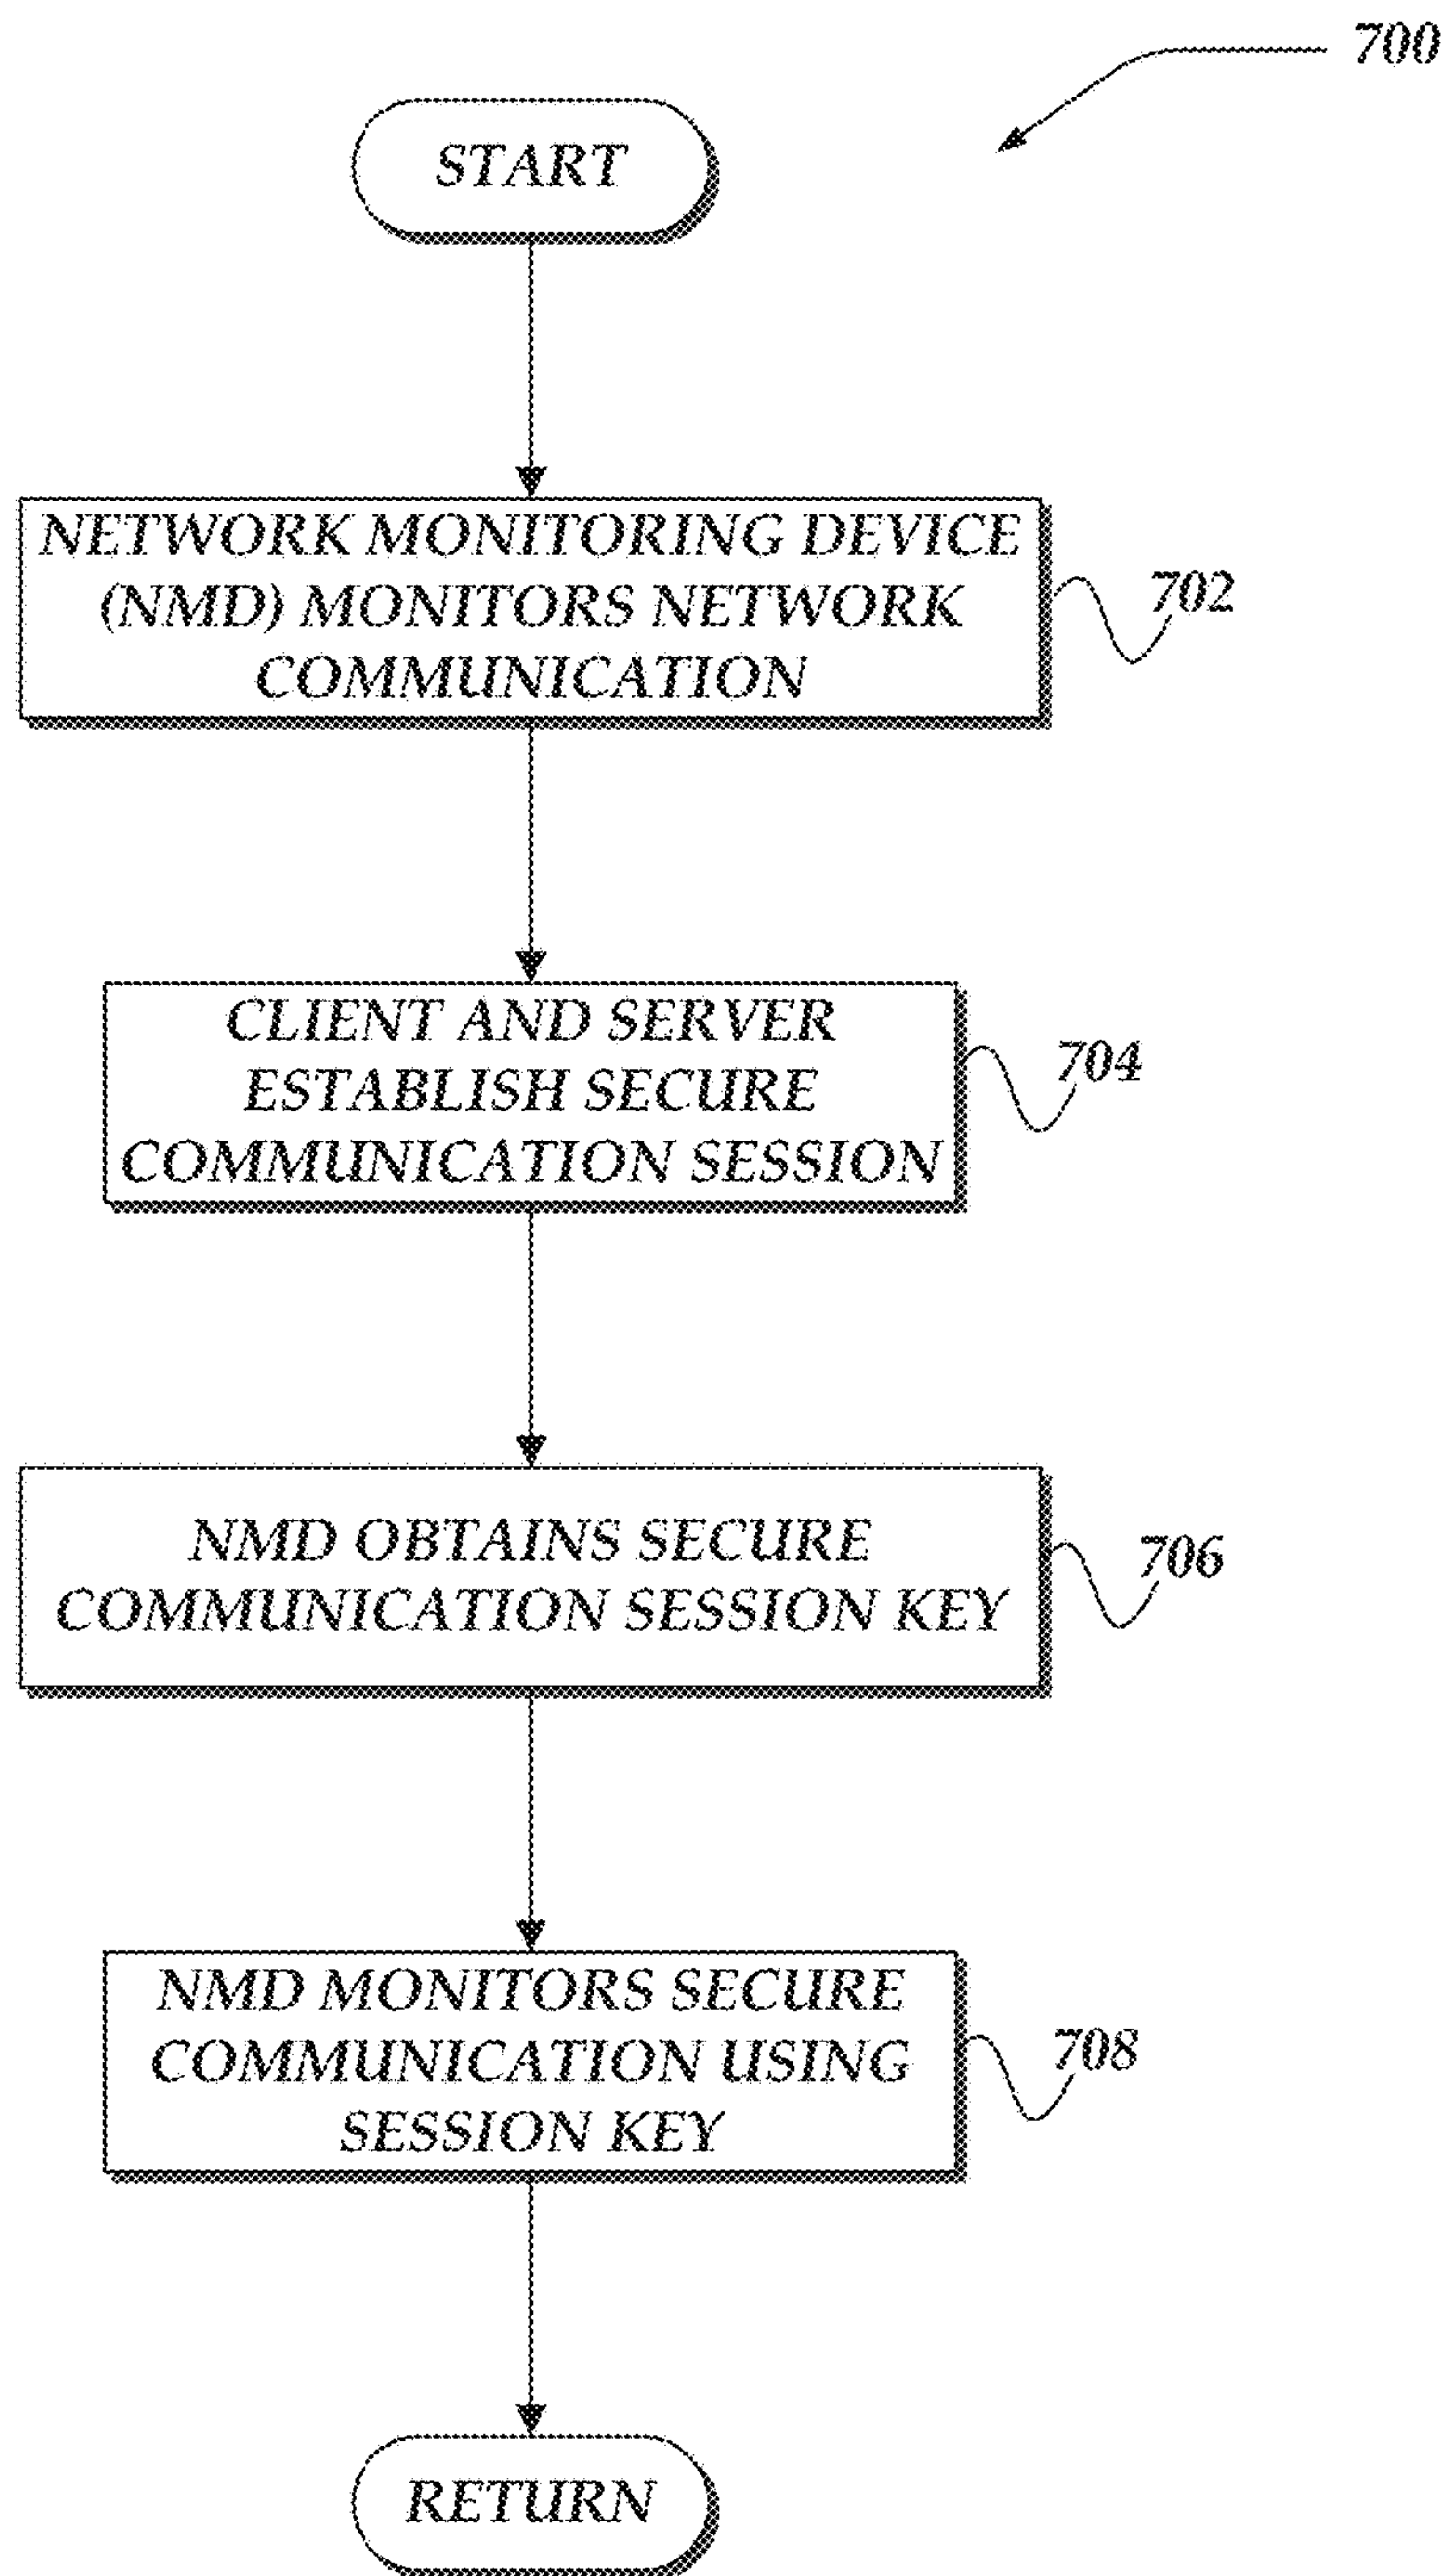 700
START
NETWORK MONITORING DEVICE
(NMD) MONITORS NETWORK
COMMUNICATION
702
CLIENT AND SERVER
ESTABLISH SECURE
COMMUNICATION SESSION
704
NMD OBTAINS SECURE
COMMUNICATION SESSION KEY
706
NMD MONITORS SECURE
COMMUNICATION USING
SESSION KEY
708
RETURN